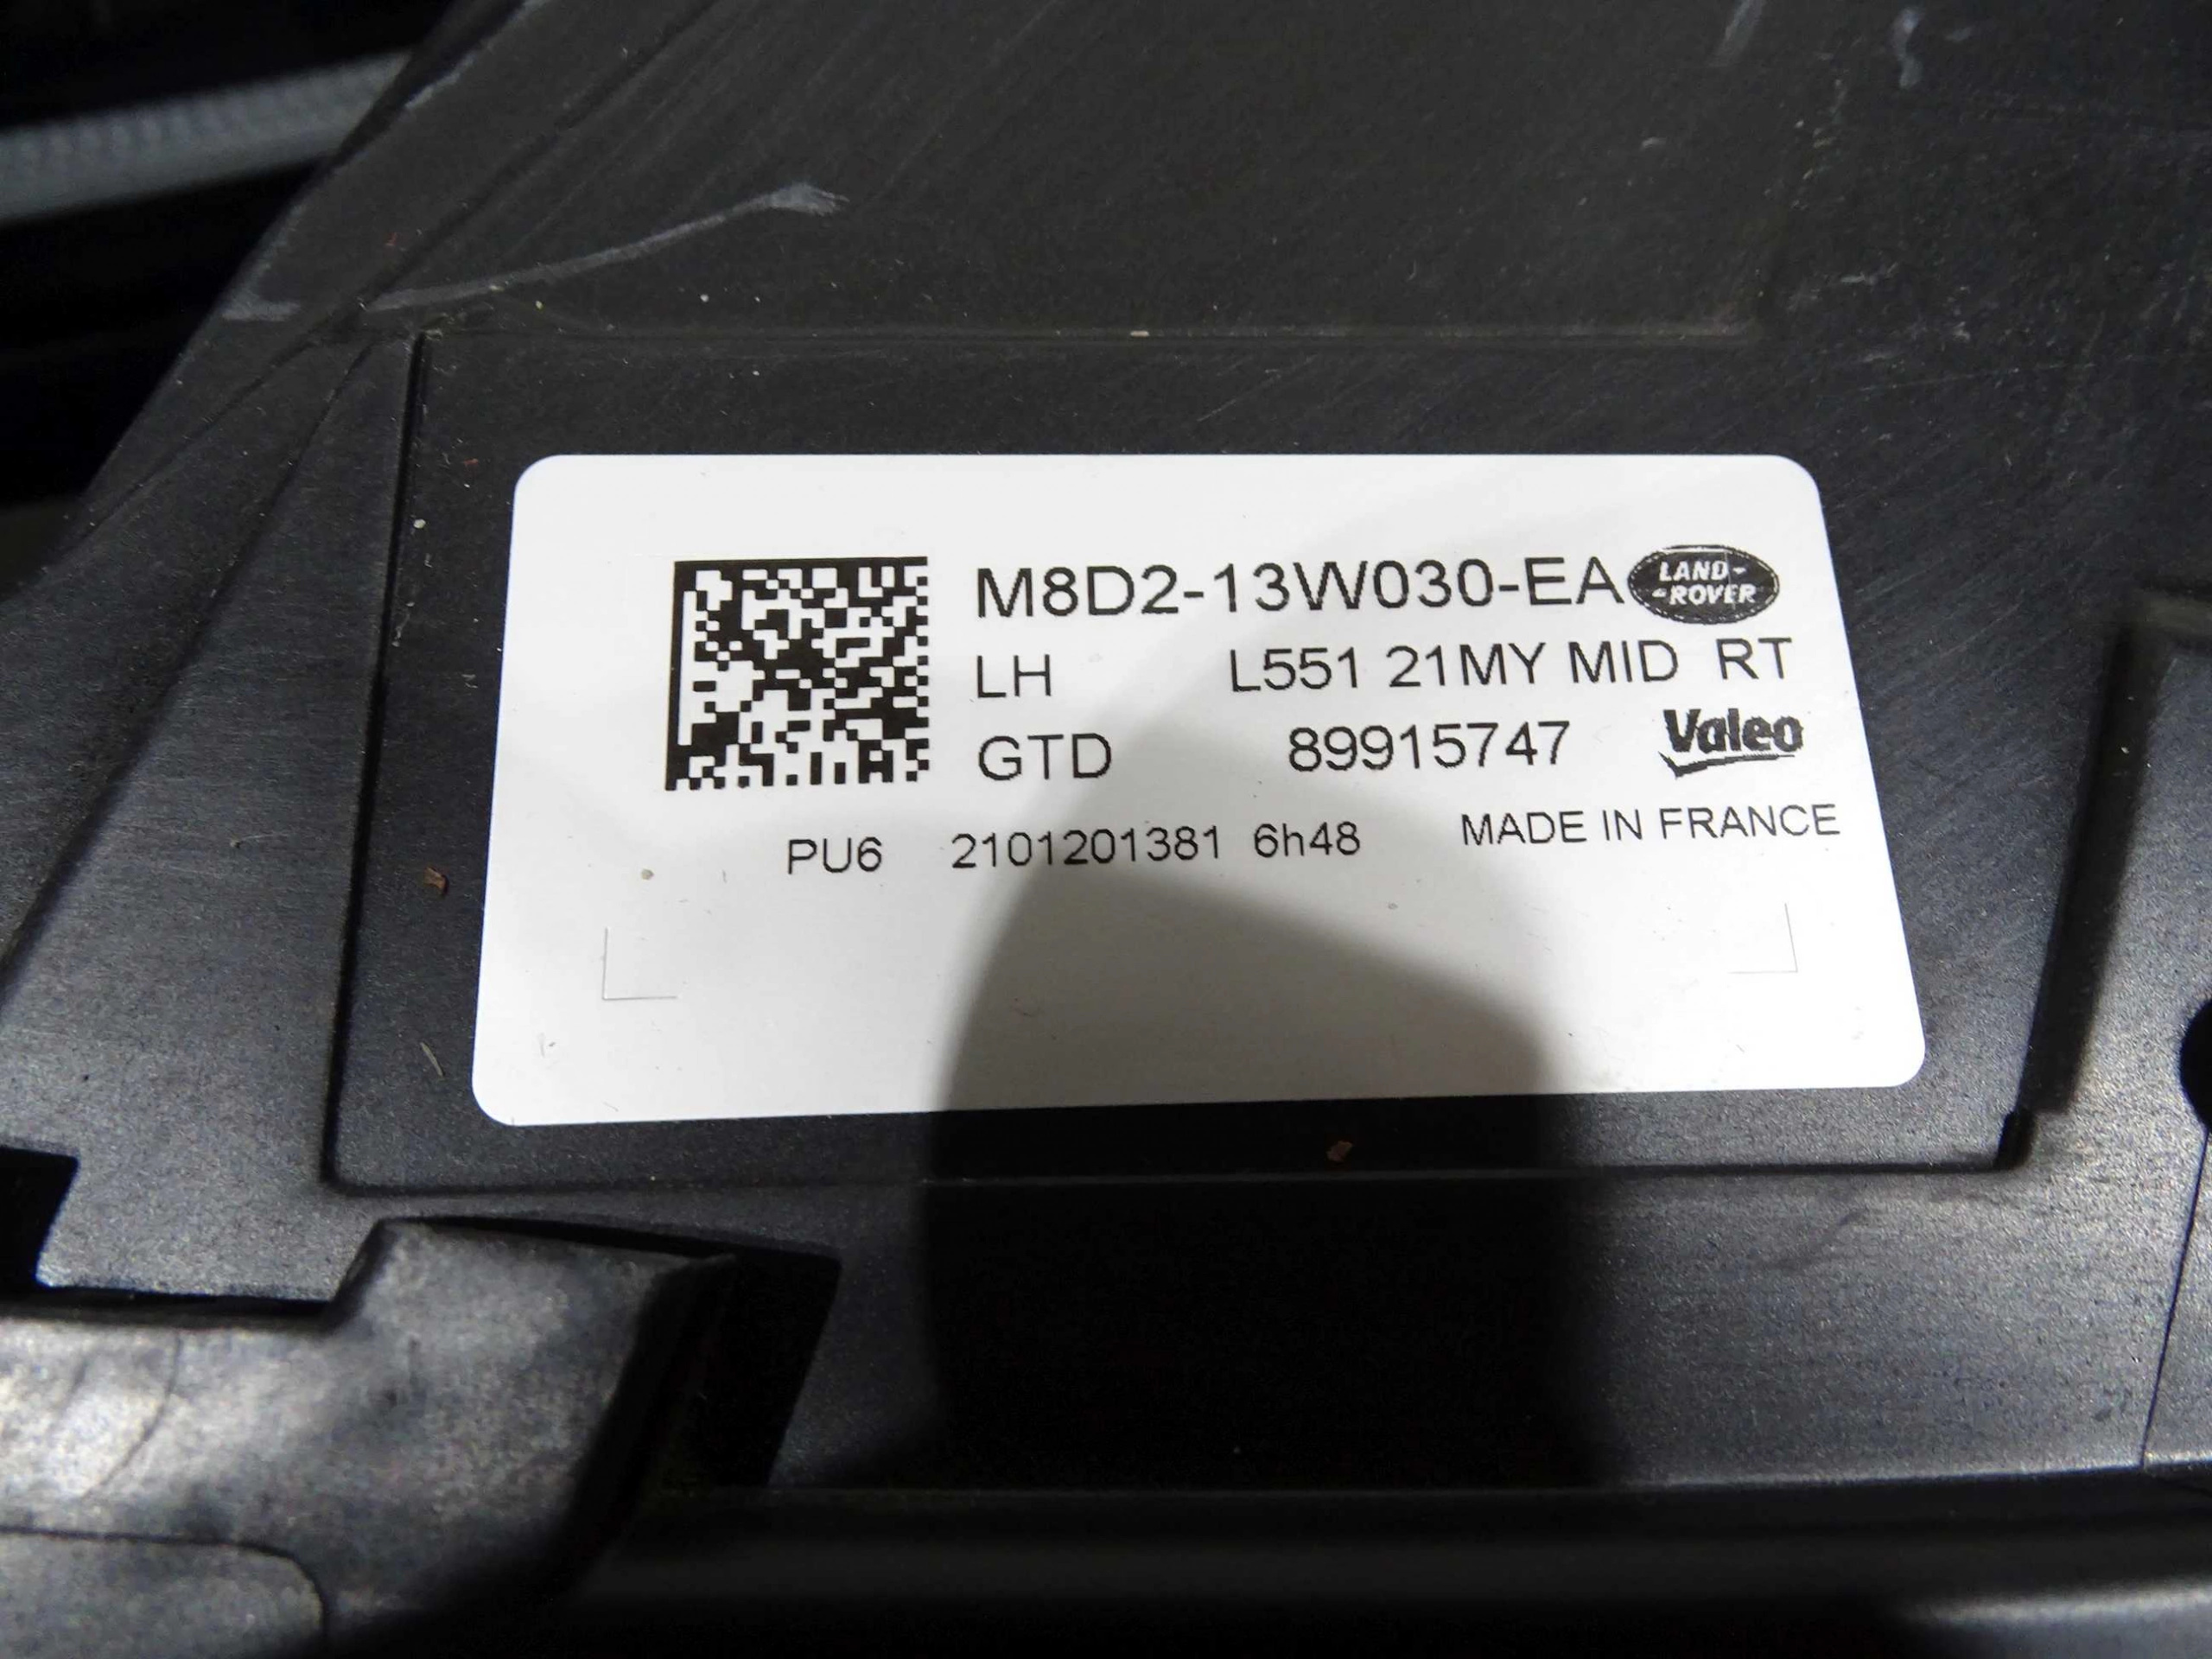 M8D2-13W030-EA LAND-
-ROVER
LH L551 21MY MID RT
GTD 89915747 Valeo
PU6 2101201381 6h48 MADE IN FRANCE